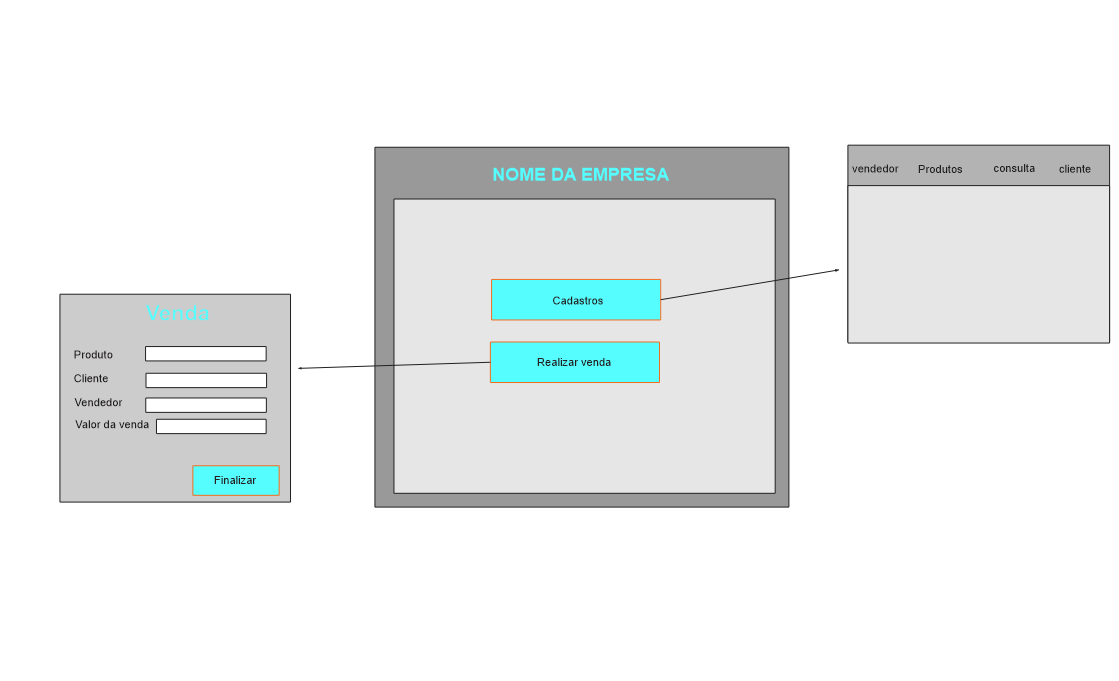 NOME DA EMPRESA
Cadastros
Realizar venda
Venda
Produto
Cliente
Vendedor
Valor da venda
Finalizar
vendedor Produtos consulta cliente